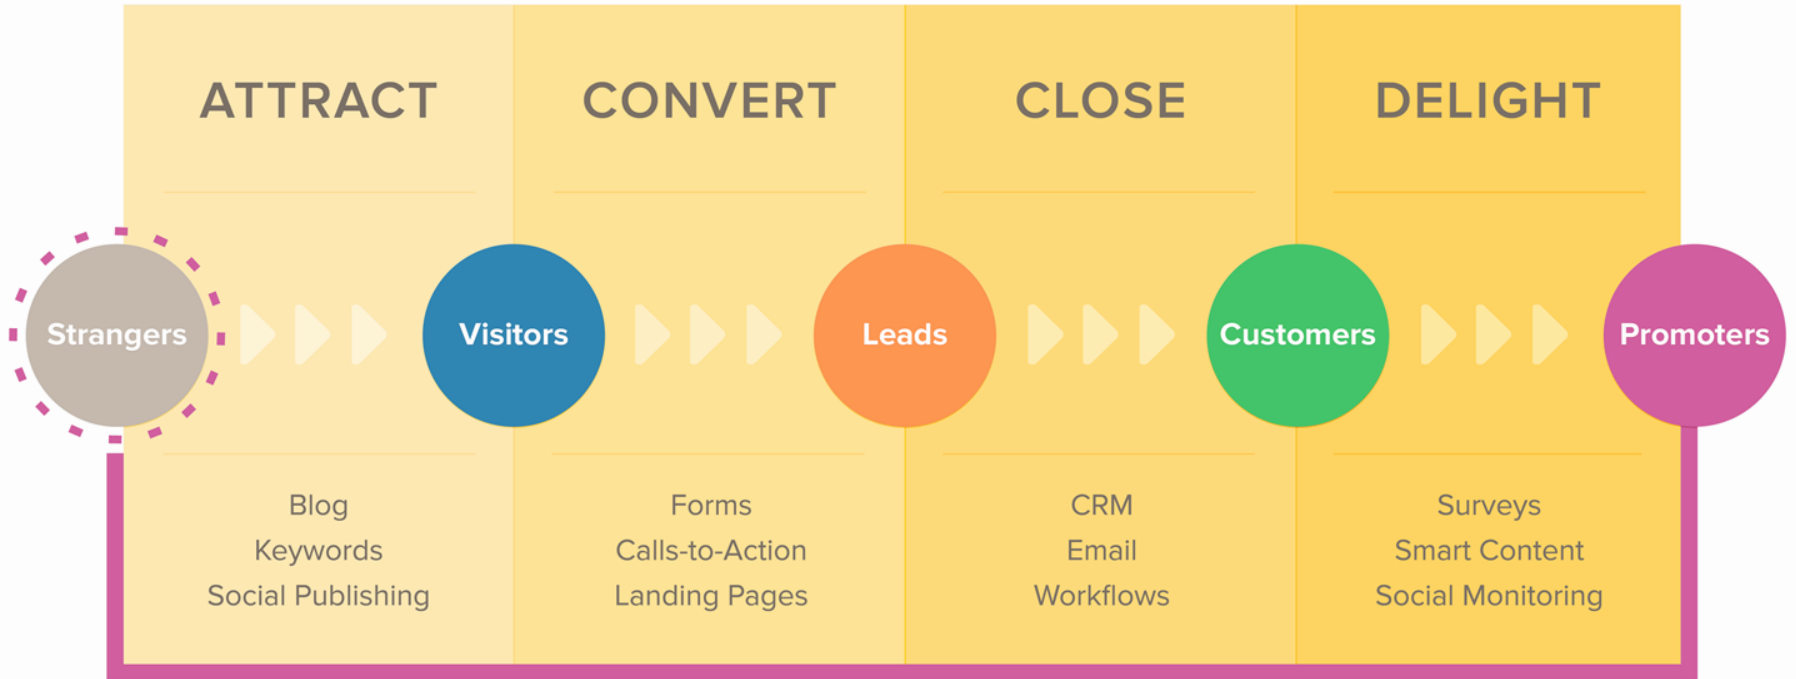 ATTRACT
CONVERT
CLOSE
DELIGHT
Strangers
Visitors
Leads
Customers
Promoters
Blog
Keywords
Social Publishing
Forms
Calls-to-Action
Landing Pages
CRM
Email
Workflows
Surveys
Smart Content
Social Monitoring